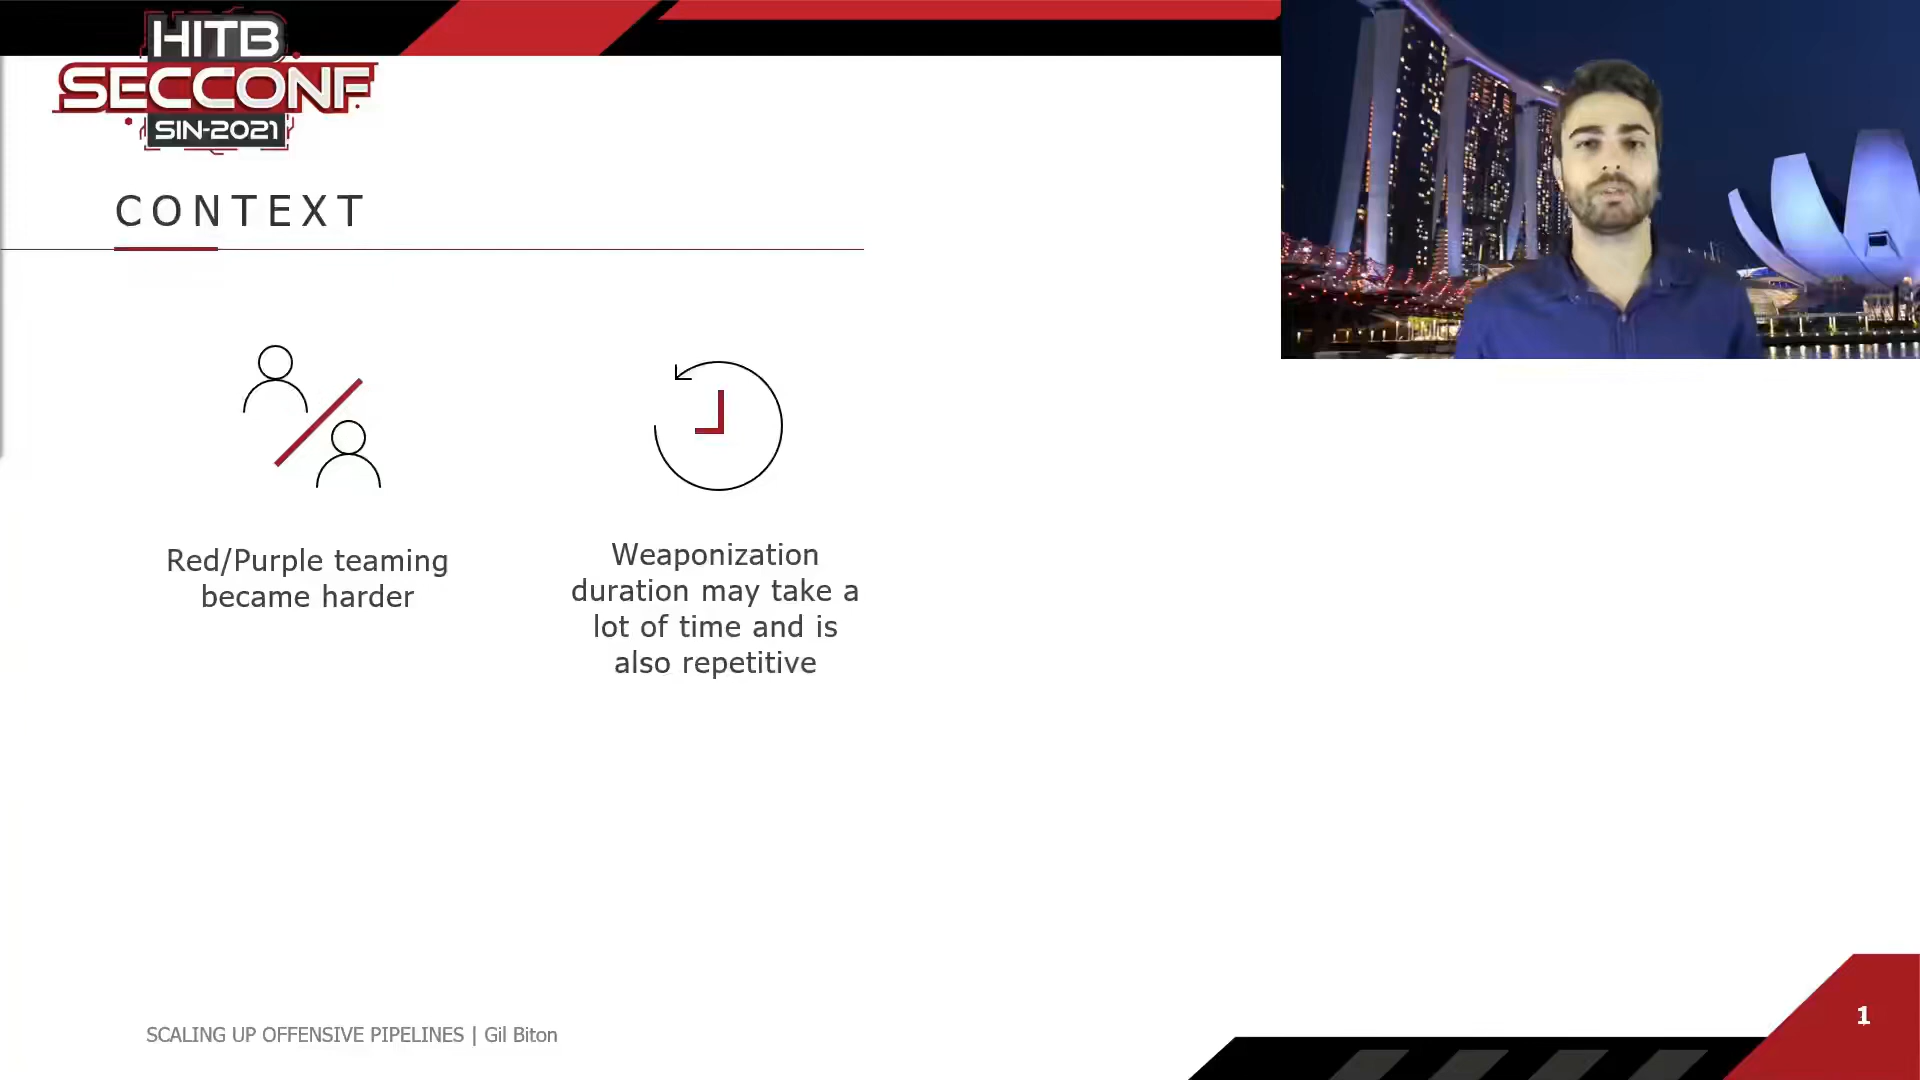 HITB
SECCONF
SIN-2021
CONTEXT
Red/Purple teaming
became harder
Weaponization
duration may take a
lot of time and is
also repetitive
SCALING UP OFFENSIVE PIPELINES | Gil Biton
1